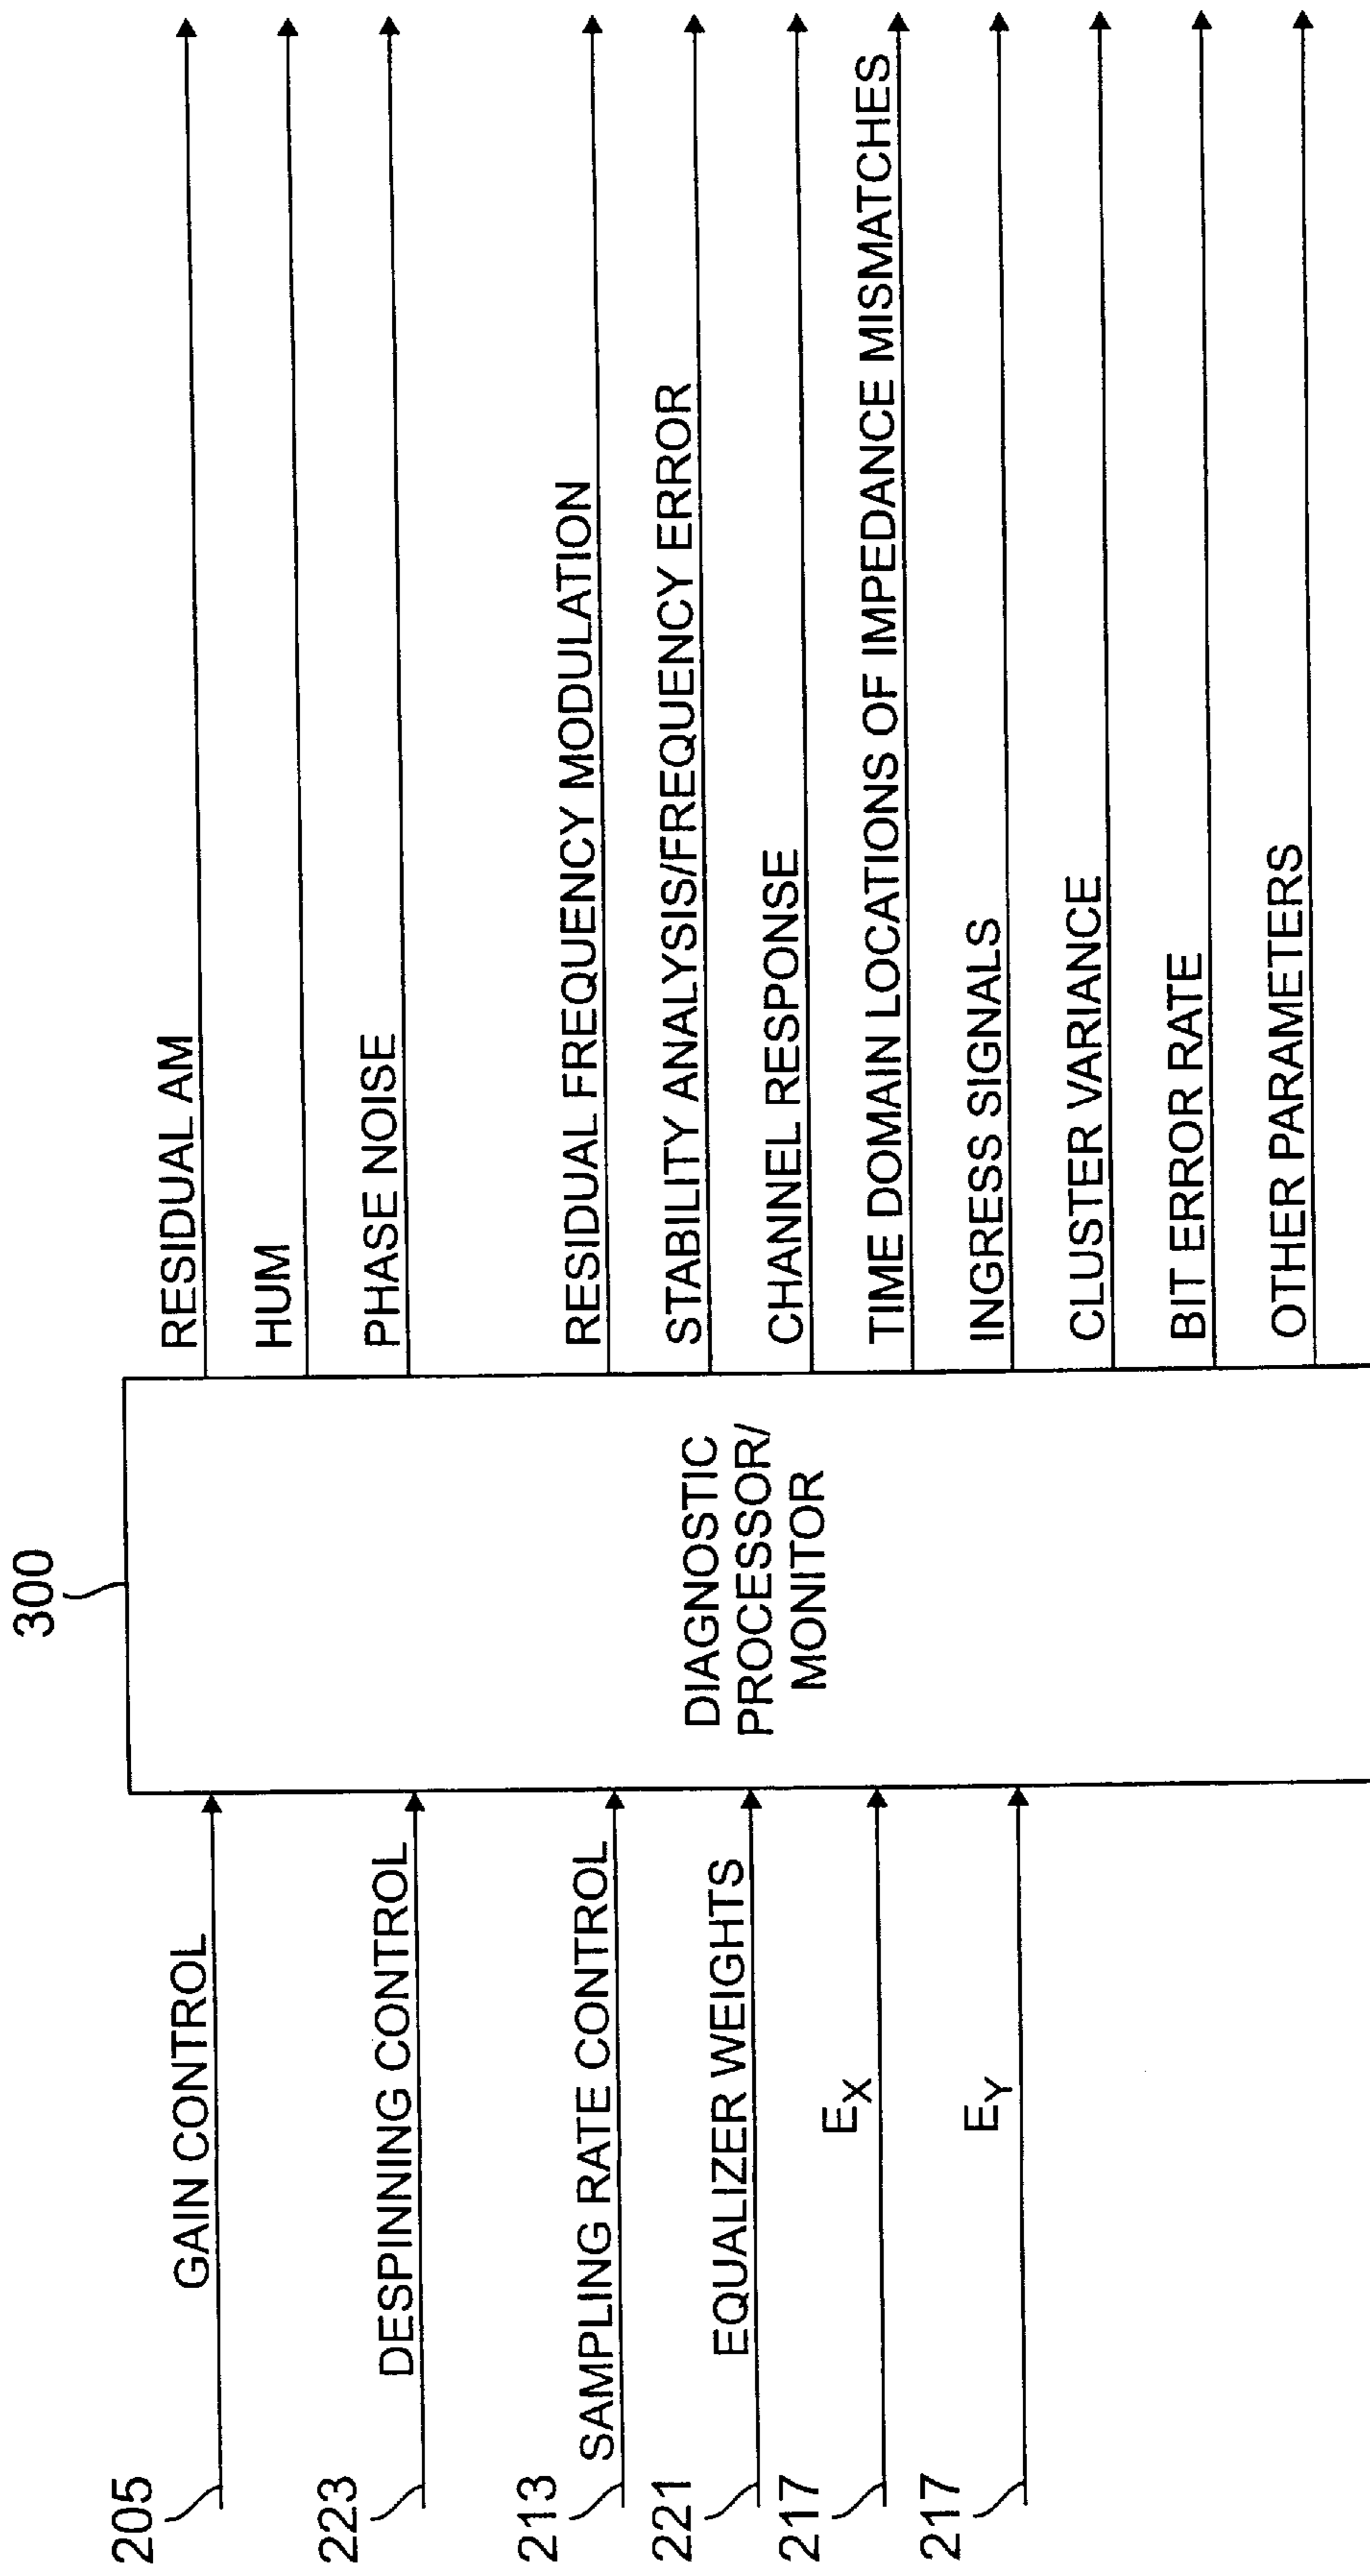 300
205
GAIN CONTROL
223
DESPINNING CONTROL
213
SAMPLING RATE CONTROL
221
EQUALIZER WEIGHTS
217
EX
217
EY
DIAGNOSTIC
PROCESSOR/
MONITOR
RESIDUAL AM
HUM
PHASE NOISE
RESIDUAL FREQUENCY MODULATION
STABILITY ANALYSIS/FREQUENCY ERROR
CHANNEL RESPONSE
TIME DOMAIN LOCATIONS OF IMPEDANCE MISMATCHES
INGRESS SIGNALS
CLUSTER VARIANCE
BIT ERROR RATE
OTHER PARAMETERS